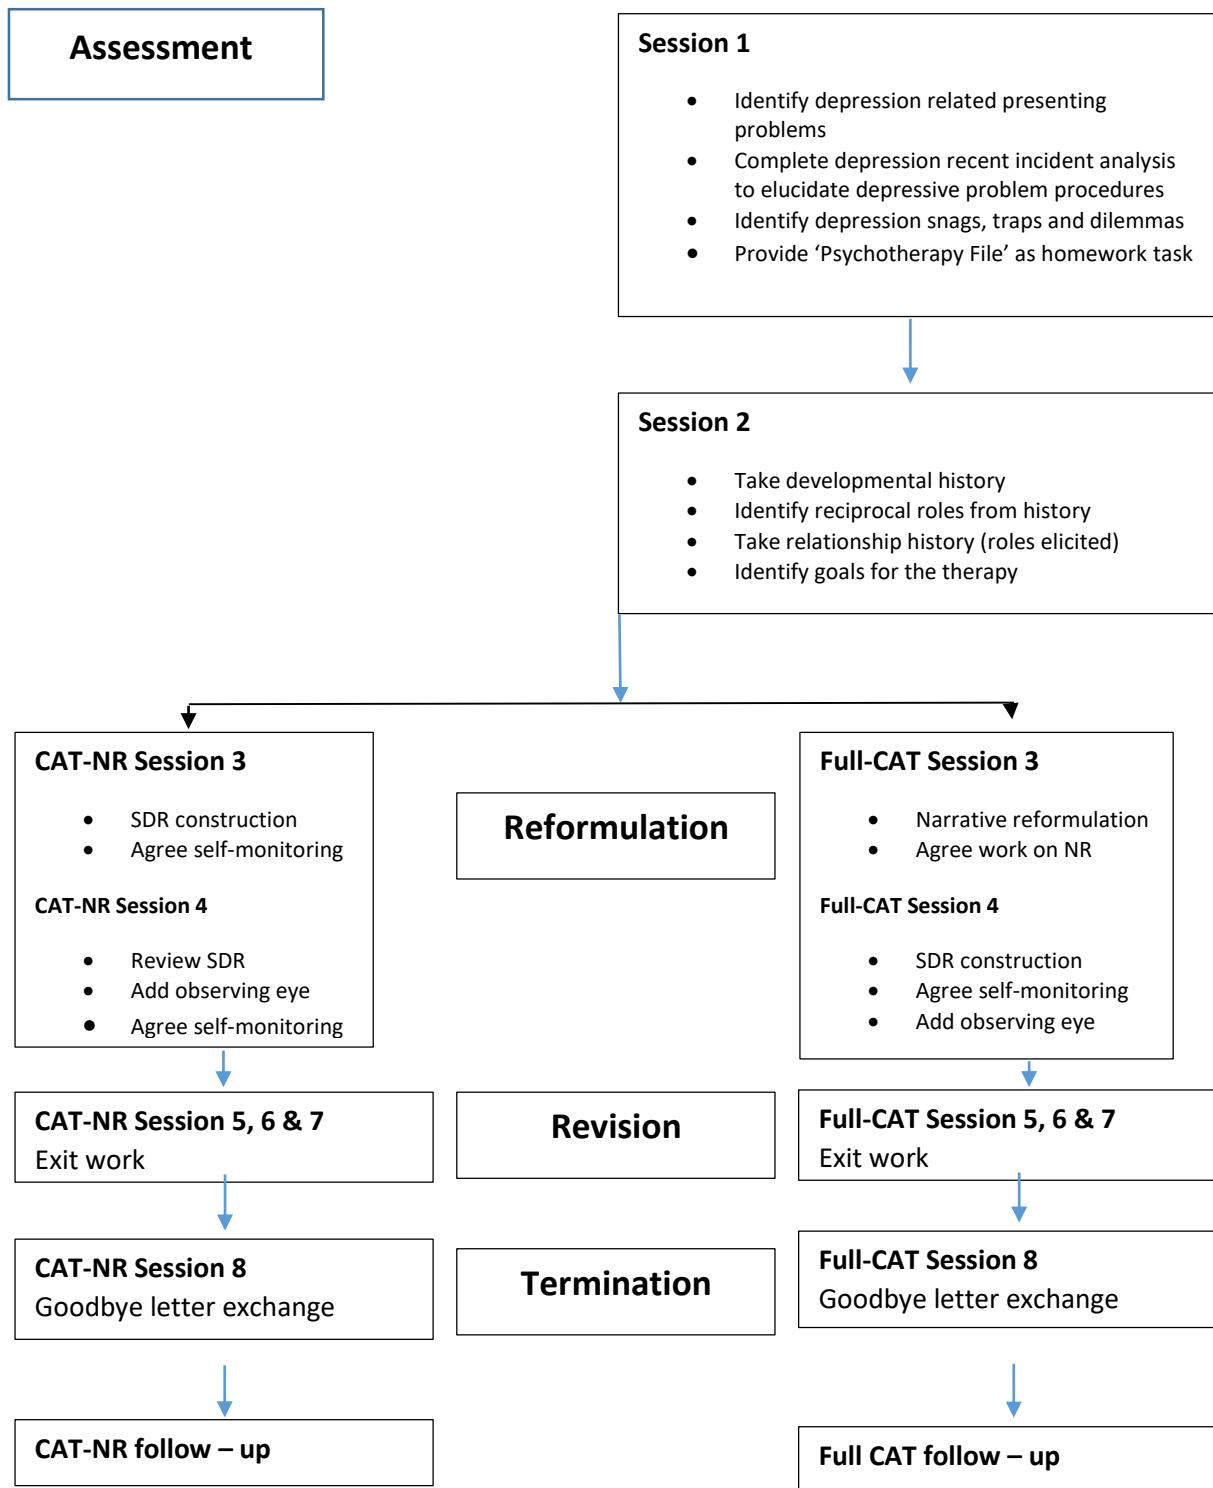 Assessment
Session 1
• Identify depression related presenting
problems
• Complete depression recent incident analysis
to elucidate depressive problem procedures
• Identify depression snags, traps and dilemmas
• Provide ‘Psychotherapy File’ as homework task
Session 2
• Take developmental history
• Identify reciprocal roles from history
• Take relationship history (roles elicited)
• Identify goals for the therapy
CAT-NR Session 3
• SDR construction
• Agree self-monitoring
CAT-NR Session 4
• Review SDR
• Add observing eye
• Agree self-monitoring
Reformulation
Full-CAT Session 3
• Narrative reformulation
• Agree work on NR
Full-CAT Session 4
• SDR construction
• Agree self-monitoring
• Add observing eye
CAT-NR Session 5, 6 & 7
Exit work
Revision
Full-CAT Session 5, 6 & 7
Exit work
CAT-NR Session 8
Goodbye letter exchange
Termination
Full-CAT Session 8
Goodbye letter exchange
CAT-NR follow – up
Full CAT follow – up